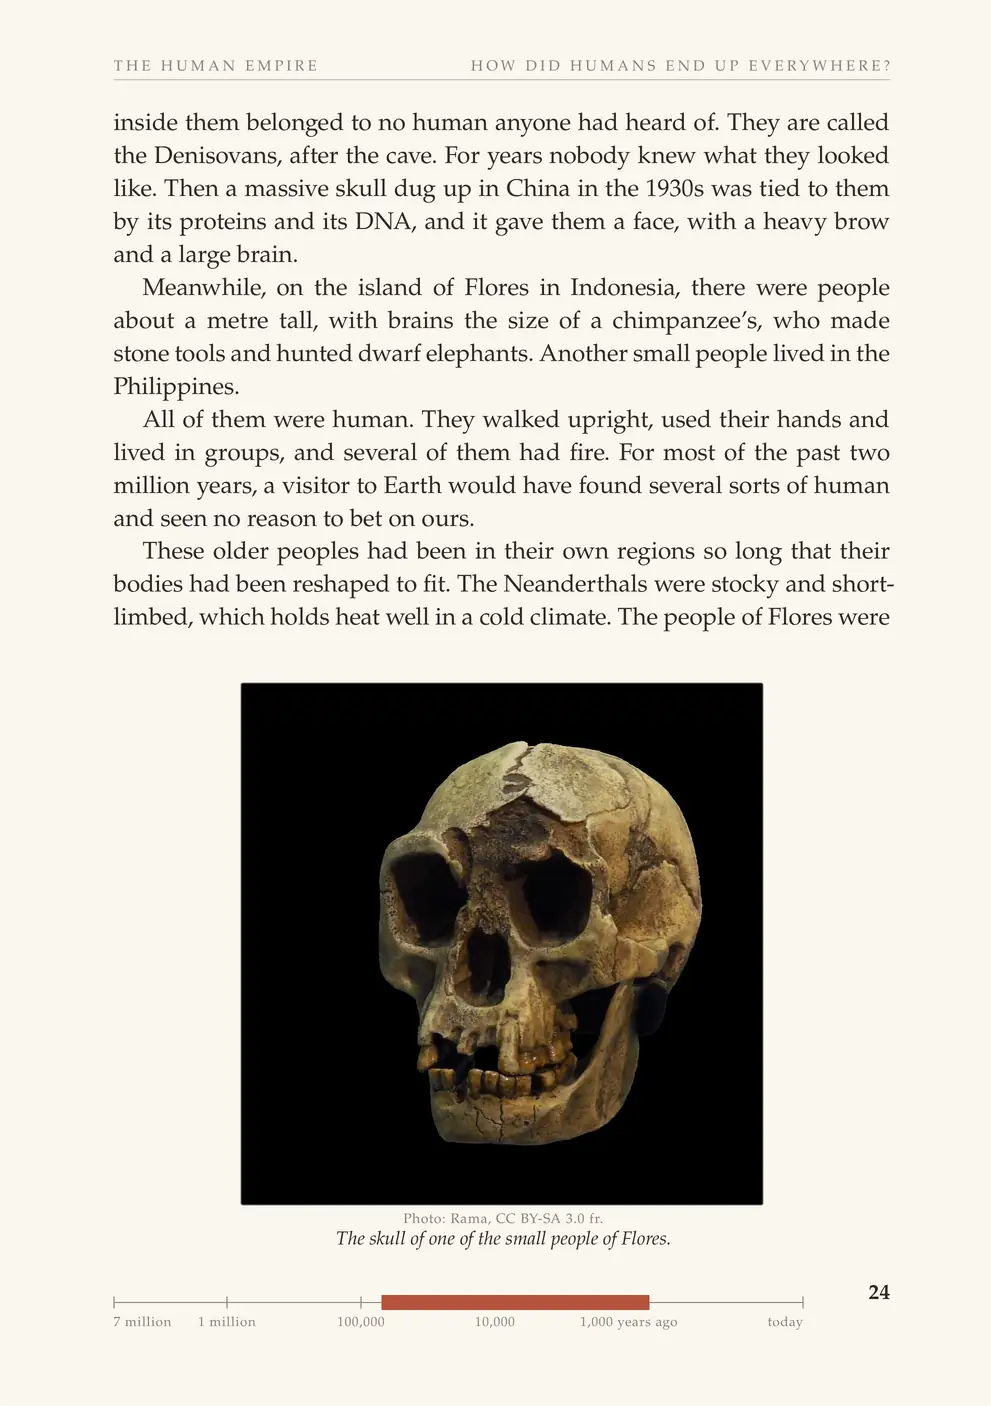 THE HUMAN EMPIRE
HOW DID HUMANS END UP EVERYWHERE?
inside them belonged to no human anyone had heard of. They are called
the Denisovans, after the cave. For years nobody knew what they looked
like. Then a massive skull dug up in China in the 1930s was tied to them
by its proteins and its DNA, and it gave them a face, with a heavy brow
and a large brain.
Meanwhile, on the island of Flores in Indonesia, there were people
about a metre tall, with brains the size of a chimpanzee’s, who made
stone tools and hunted dwarf elephants. Another small people lived in the
Philippines.
All of them were human. They walked upright, used their hands and
lived in groups, and several of them had fire. For most of the past two
million years, a visitor to Earth would have found several sorts of human
and seen no reason to bet on ours.
These older peoples had been in their own regions so long that their
bodies had been reshaped to fit. The Neanderthals were stocky and short-
limbed, which holds heat well in a cold climate. The people of Flores were
Photo: Rama, CC BY-SA 3.0 fr.
The skull of one of the small people of Flores.
24
7 million 1 million 100,000 10,000 1,000 years ago today